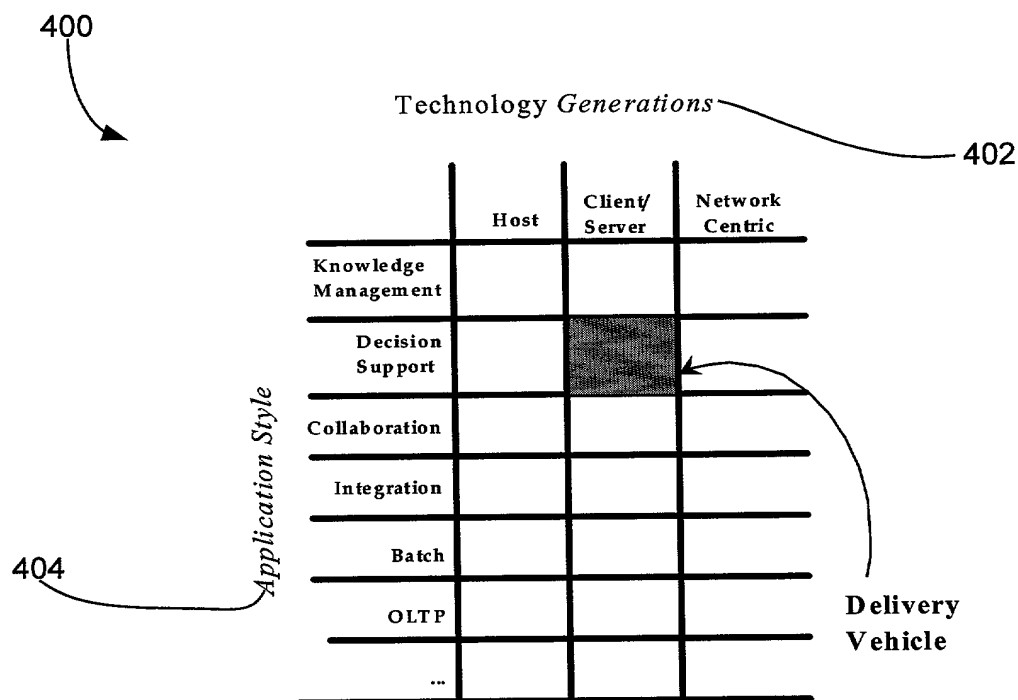 400
Technology Generations
402
Host
Client/
Server
Network
Centric
Knowledge
Management
Decision
Support
Collaboration
Integration
Batch
OLTP
...
Application Style
404
Delivery
Vehicle